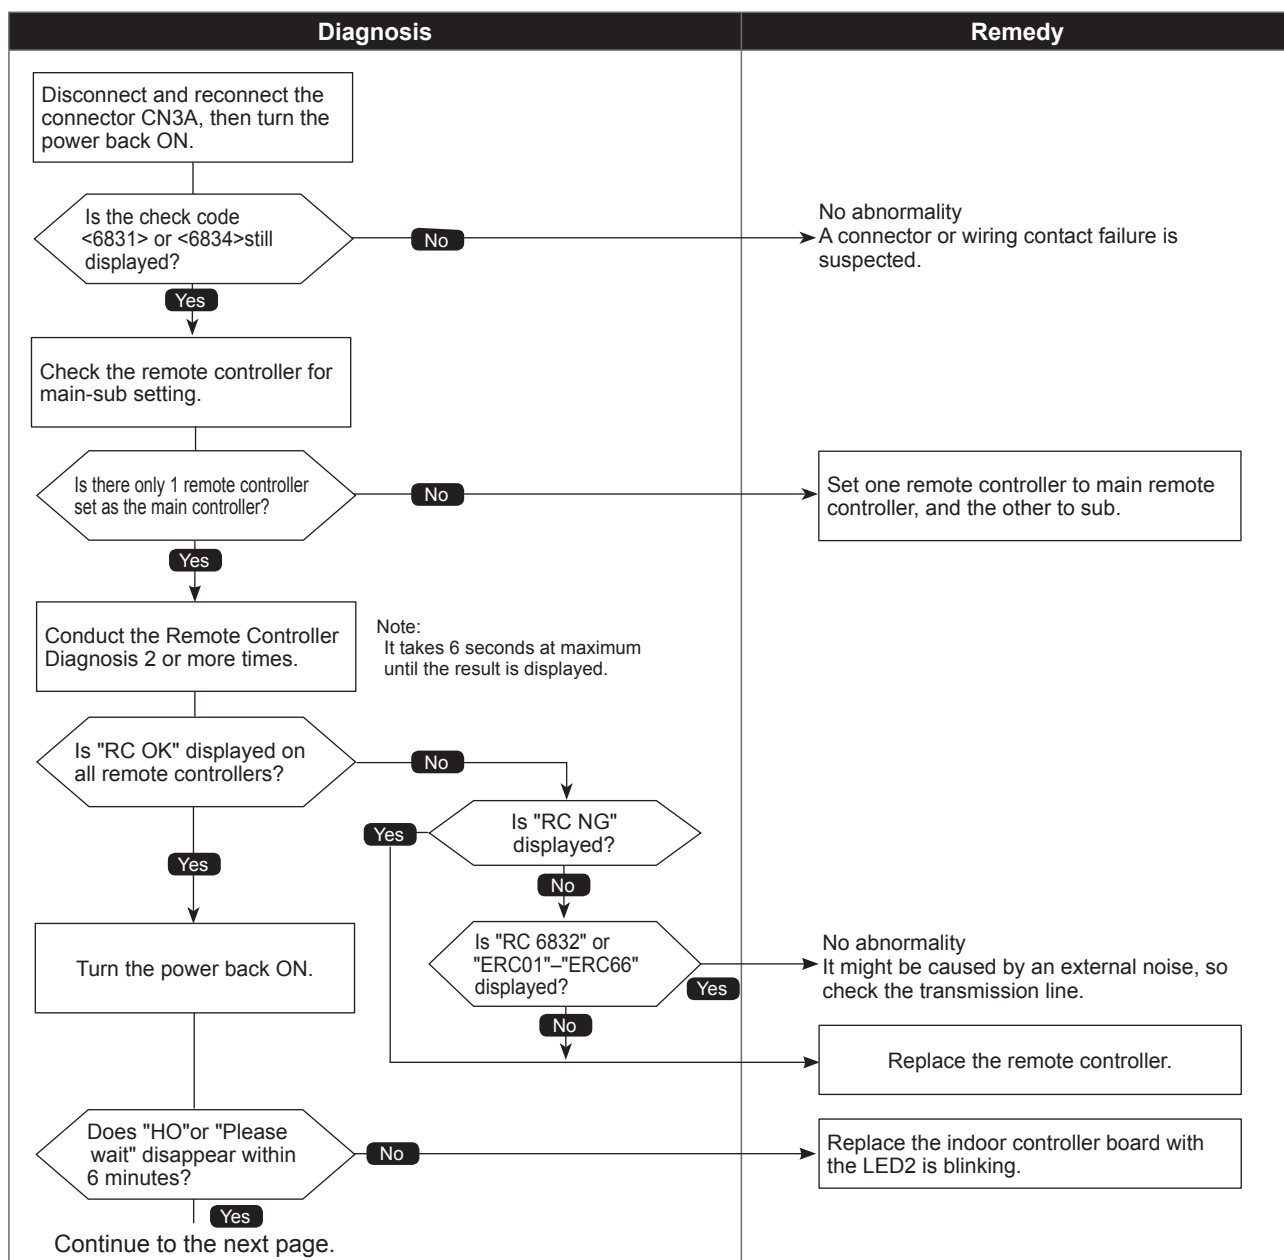 Diagnosis
Remedy
Disconnect and reconnect the
connector CN3A, then turn the
power back ON.
Is the check code
<6831> or <6834>still
displayed?
No
No abnormality
A connector or wiring contact failure is
suspected.
Yes
Check the remote controller for
main-sub setting.
Is there only 1 remote controller
set as the main controller?
No
Set one remote controller to main remote
controller, and the other to sub.
Yes
Conduct the Remote Controller
Diagnosis 2 or more times.
Note:
It takes 6 seconds at maximum
until the result is displayed.
Is "RC OK" displayed on
all remote controllers?
No
Is "RC NG"
displayed?
Yes
Yes
No
Is "RC 6832" or
"ERC01"–"ERC66"
displayed?
Yes
No abnormality
It might be caused by an external noise, so
check the transmission line.
Turn the power back ON.
No
Replace the remote controller.
Does "HO"or "Please
wait" disappear within
6 minutes?
No
Replace the indoor controller board with
the LED2 is blinking.
Yes
Continue to the next page.